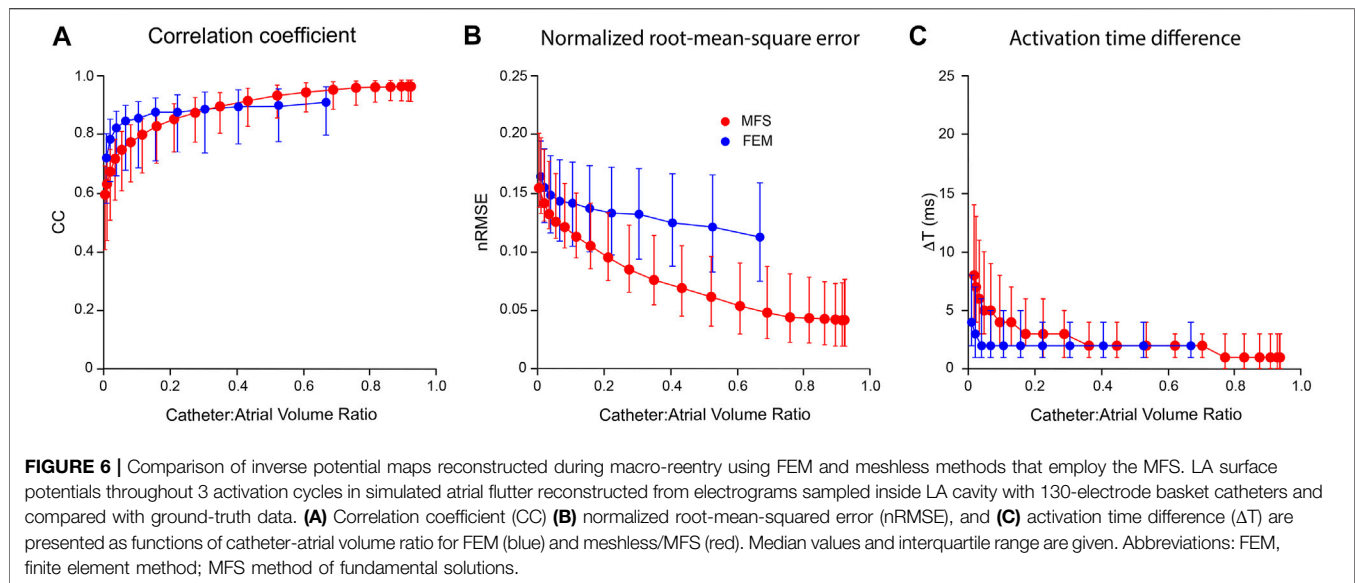 A
Correlation coefficient
1.0
0.8
0.6
0.4
0.2
0
CC
0
0.2
0.4
0.6
0.8
1.0
Catheter:Atrial Volume Ratio
B
Normalized root-mean-square error
0.25
0.20
0.15
0.10
0.05
0
nRMSE
MFS
FEM
0
0.2
0.4
0.6
0.8
1.0
Catheter:Atrial Volume Ratio
C
Activation time difference
25
20
15
10
5
0
ΔT (ms)
0
0.2
0.4
0.6
0.8
1.0
Catheter:Atrial Volume Ratio
FIGURE 6 | Comparison of inverse potential maps reconstructed during macro-reentry using FEM and meshless methods that employ the MFS. LA surface
potentials throughout 3 activation cycles in simulated atrial flutter reconstructed from electrograms sampled inside LA cavity with 130-electrode basket catheters and
compared with ground-truth data. (A) Correlation coefficient (CC) (B) normalized root-mean-squared error (nRMSE), and (C) activation time difference (ΔT) are
presented as functions of catheter-atrial volume ratio for FEM (blue) and meshless/MFS (red). Median values and interquartile range are given. Abbreviations: FEM,
finite element method; MFS method of fundamental solutions.